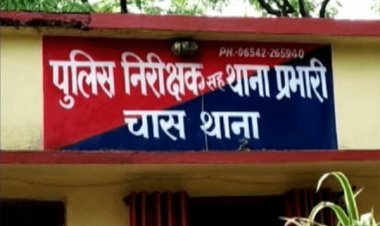 PH.-06542-265940
पुलिस निरीक्षक सह थाना प्रभारी
चास थाना